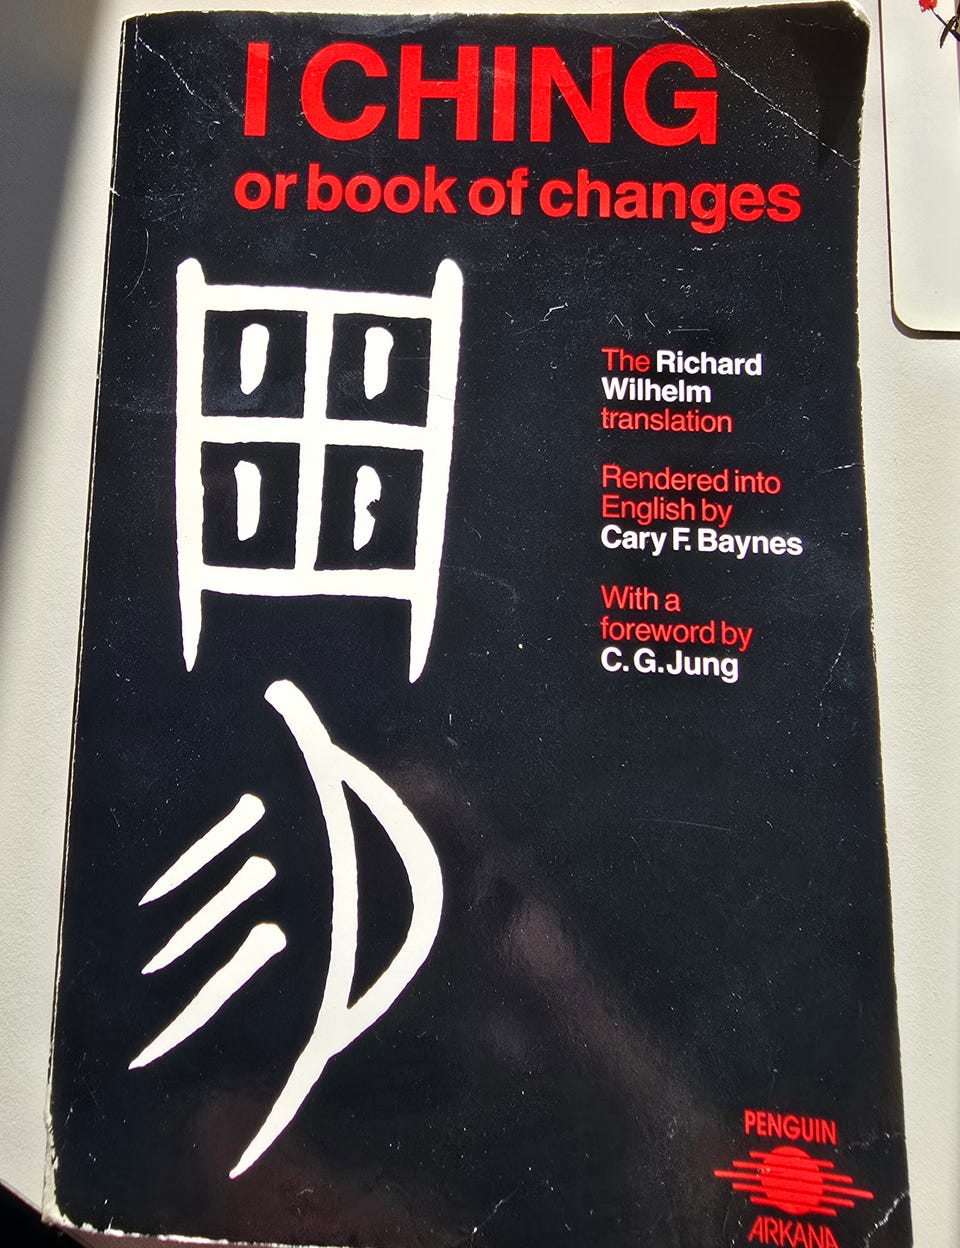 I CHING
or book of changes
The Richard
Wilhelm
translation
Rendered into
English by
Cary F. Baynes
With a
foreword by
C. G. Jung
PENGUIN
ARKANA